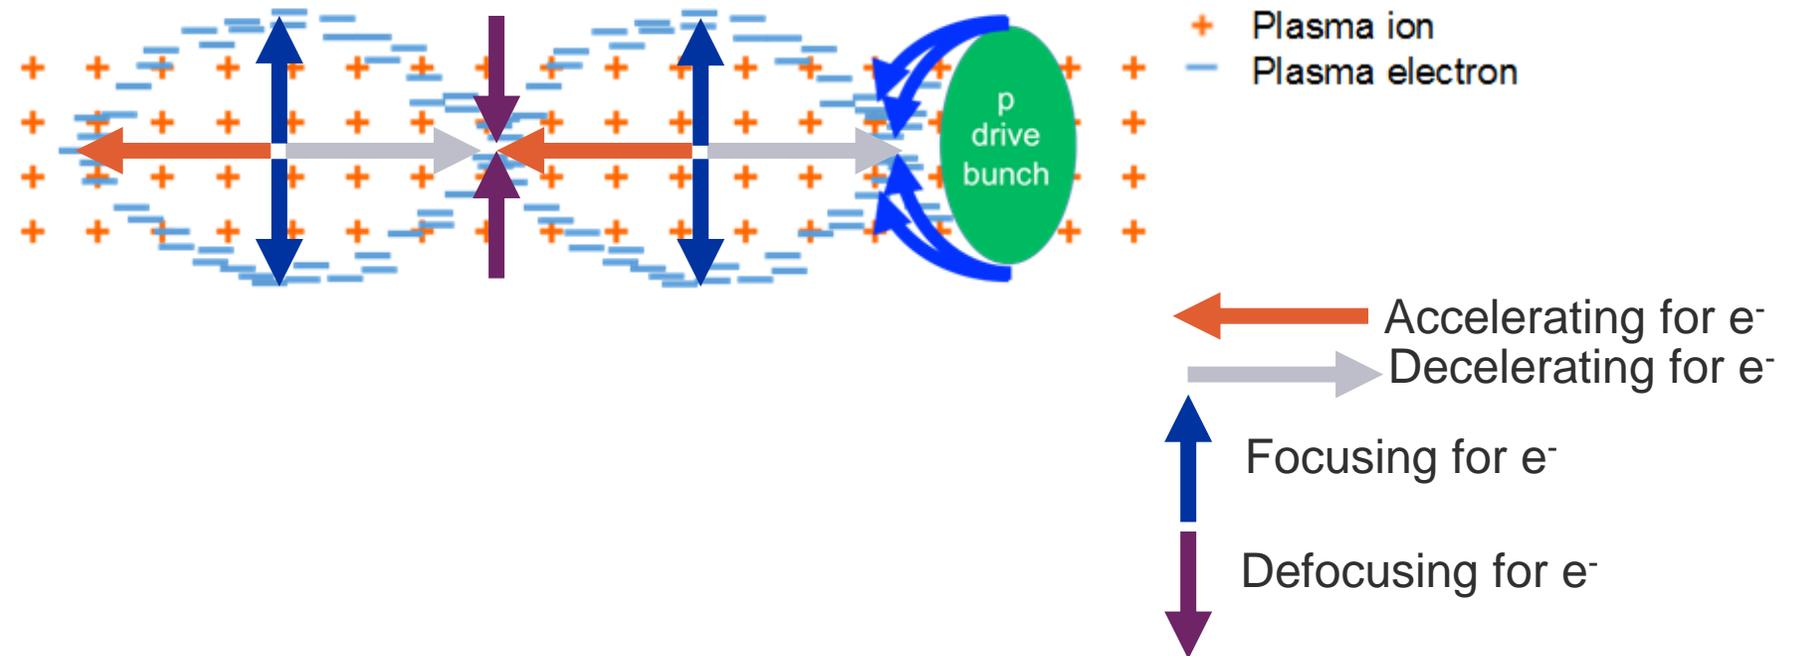 Plasma ion
Plasma electron
p
drive
bunch
Accelerating for e-
Decelerating for e-
Focusing for e-
Defocusing for e-